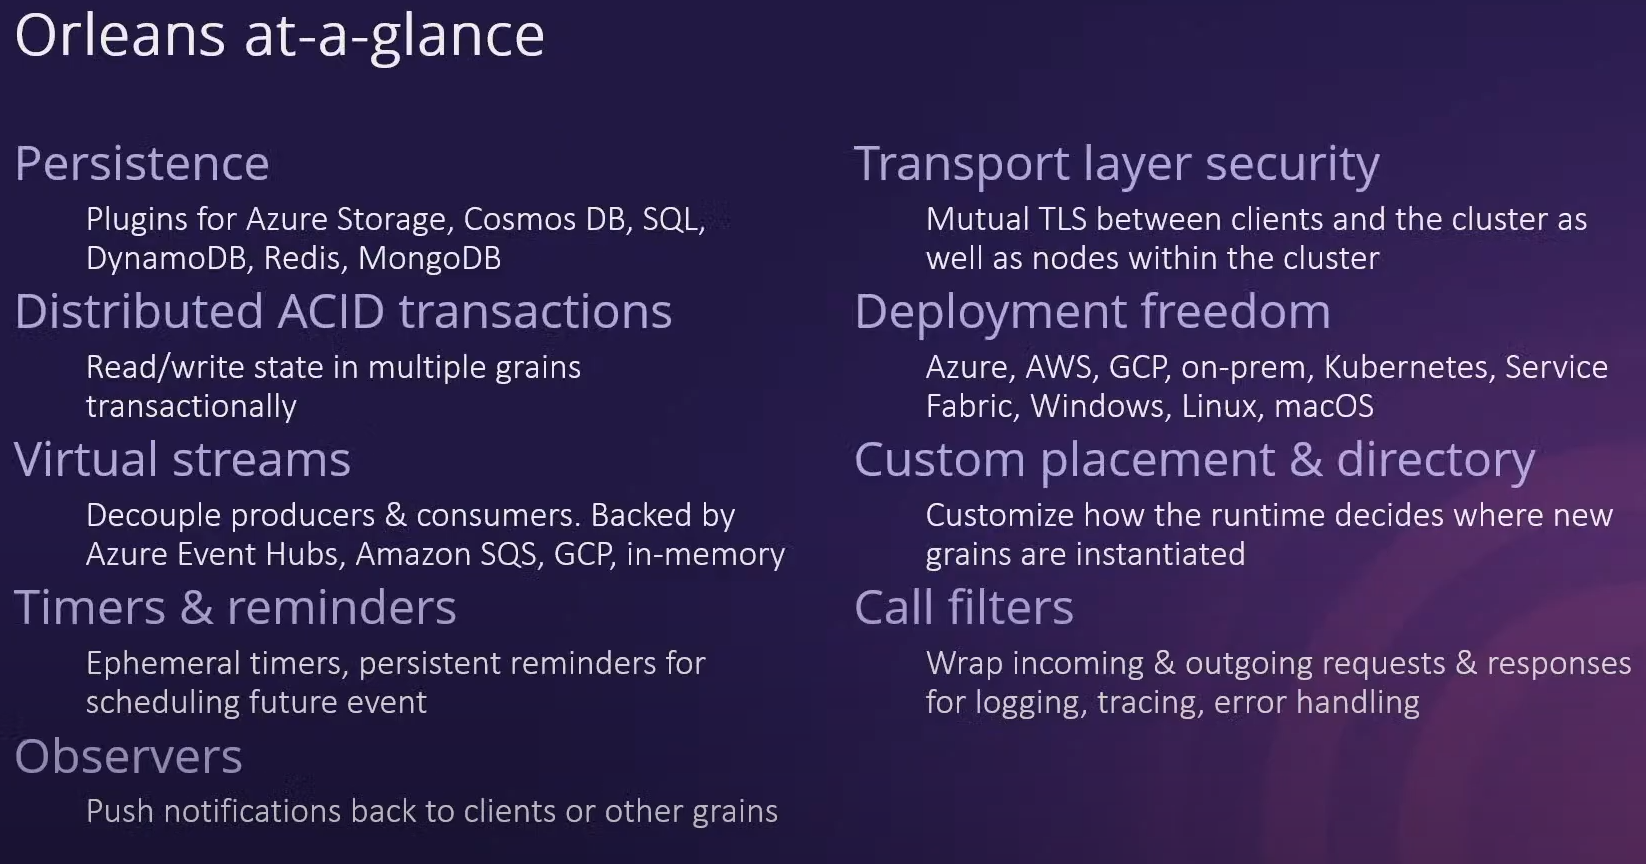 Orleans at-a-glance
Persistence
Plugins for Azure Storage, Cosmos DB, SQL,
DynamoDB, Redis, MongoDB
Distributed ACID transactions
Read/write state in multiple grains
transactionally
Virtual streams
Decouple producers & consumers. Backed by
Azure Event Hubs, Amazon SQS, GCP, in-memory
Timers & reminders
Ephemeral timers, persistent reminders for
scheduling future event
Observers
Push notifications back to clients or other grains
Transport layer security
Mutual TLS between clients and the cluster as
well as nodes within the cluster
Deployment freedom
Azure, AWS, GCP, on-prem, Kubernetes, Service
Fabric, Windows, Linux, macOS
Custom placement & directory
Customize how the runtime decides where new
grains are instantiated
Call filters
Wrap incoming & outgoing requests & responses
for logging, tracing, error handling